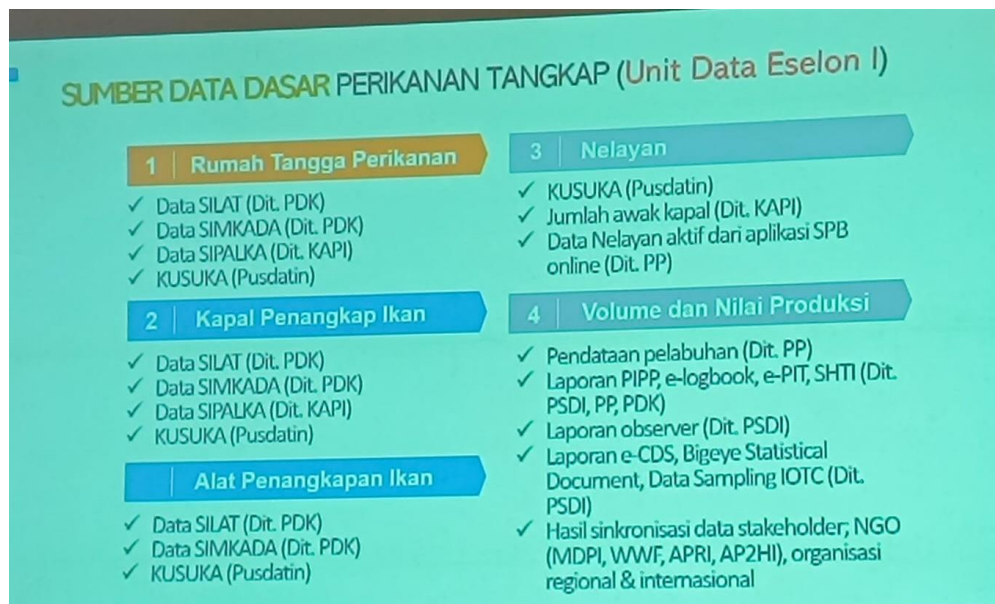 SUMBER DATA DASAR PERIKANAN TANGKAP (Unit Data Eselon I)
1 Rumah Tangga Perikanan
✓ Data SILAT (Dit. PDK)
✓ Data SIMKADA (Dit. PDK)
✓ Data SIPALKA (Dit. KAPI)
✓ KUSUKA (Pusdatin)
2 Kapal Penangkap Ikan
✓ Data SILAT (Dit. PDK)
✓ Data SIMKADA (Dit. PDK)
✓ Data SIPALKA (Dit. KAPI)
✓ KUSUKA (Pusdatin)
Alat Penangkapan Ikan
✓ Data SILAT (Dit. PDK)
✓ Data SIMKADA (Dit. PDK)
✓ KUSUKA (Pusdatin)
3 Nelayan
✓ KUSUKA (Pusdatin)
✓ Jumlah awak kapal (Dit. KAPI)
✓ Data Nelayan aktif dari aplikasi SPB
online (Dit. PP)
4 Volume dan Nilai Produksi
✓ Pendataan pelabuhan (Dit. PP)
✓ Laporan PIPP, e-logbook, e-PIT, SHTI (Dit.
PSDI, PP, PDK)
✓ Laporan observer (Dit. PSDI)
✓ Laporan e-CDS, Bigeye Statistical
Document, Data Sampling IOTC (Dit.
PSDI)
✓ Hasil sinkronisasi data stakeholder; NGO
(MDPI, WWF, APRI, AP2HI), organisasi
regional & internasional